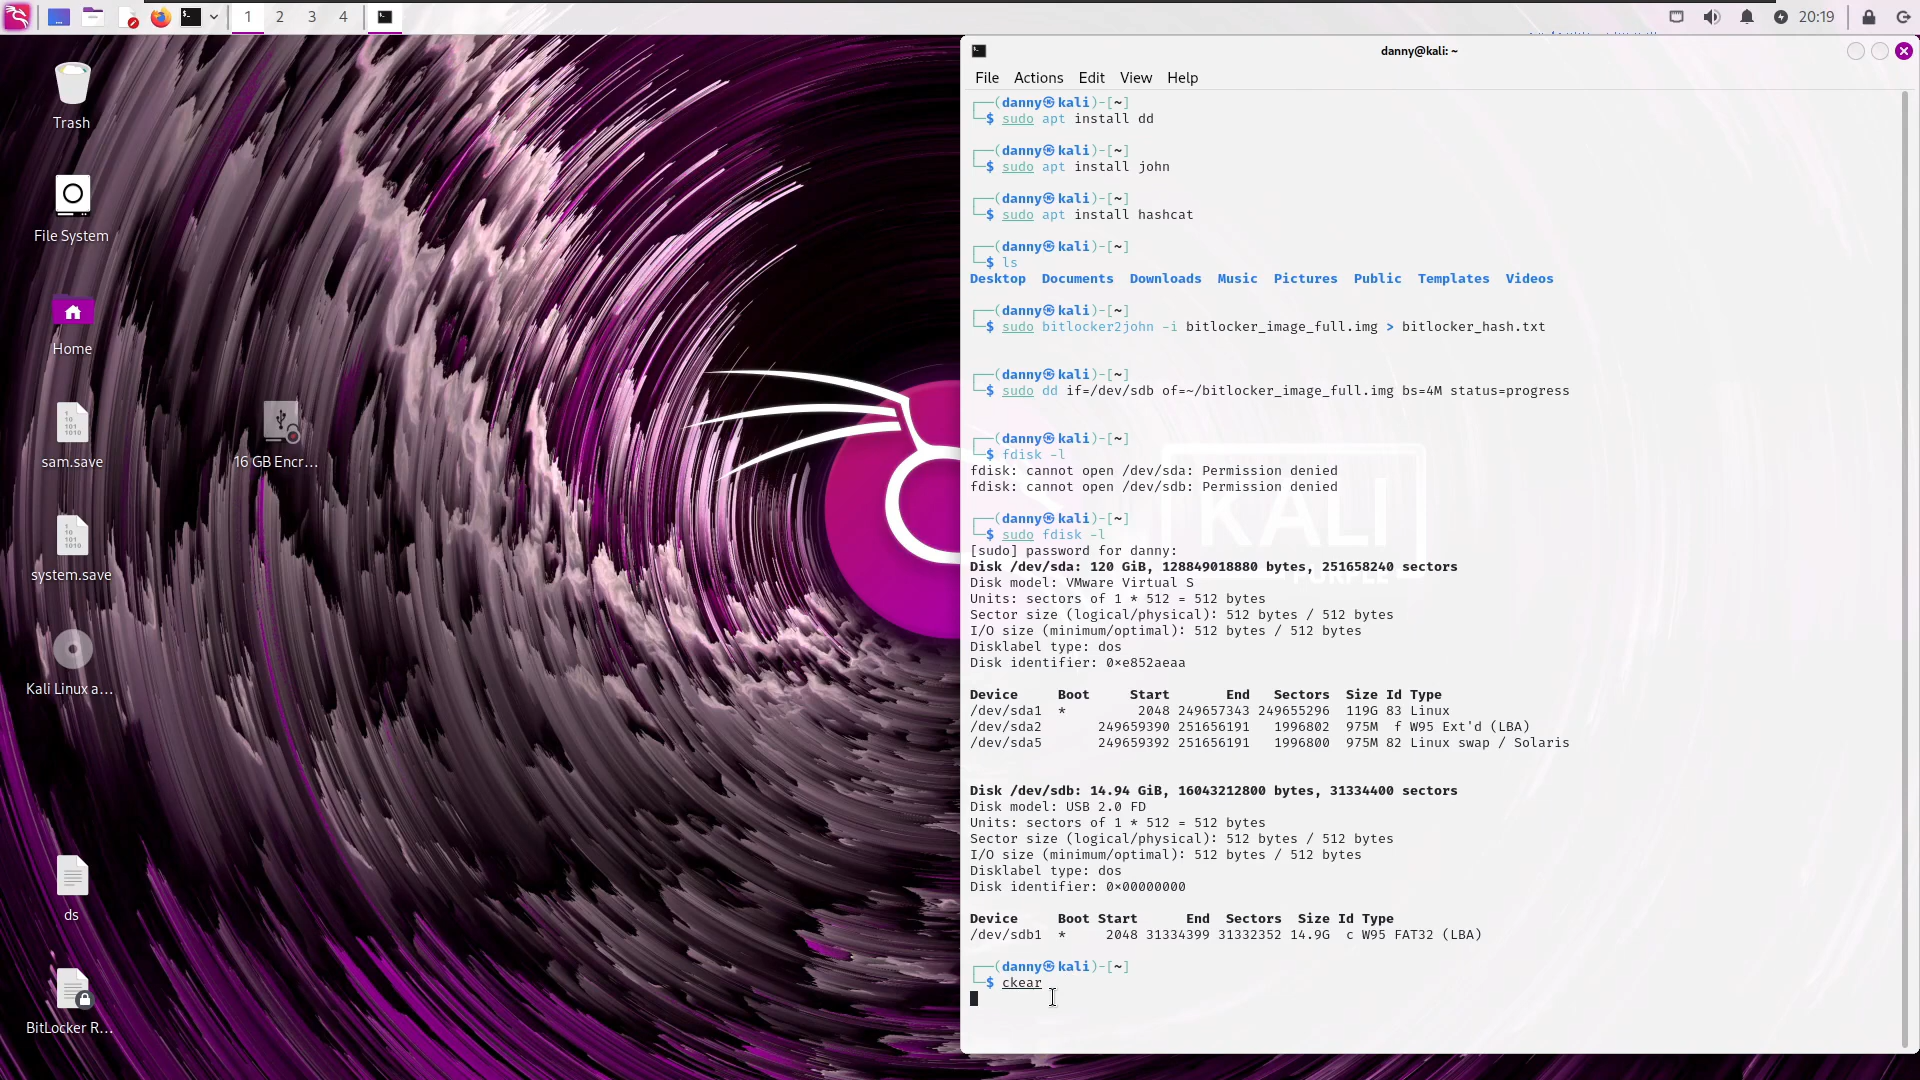 1 2 3 4
20:19
Trash
File System
Home
sam.save
system.save
Kali Linux a...
ds
BitLocker R...
16 GB Encr...
danny@kali: ~
File Actions Edit View Help
┌──(danny㉿kali)-[~]
└─$ sudo apt install dd
┌──(danny㉿kali)-[~]
└─$ sudo apt install john
┌──(danny㉿kali)-[~]
└─$ sudo apt install hashcat
┌──(danny㉿kali)-[~]
└─$ ls
Desktop Documents Downloads Music Pictures Public Templates Videos
┌──(danny㉿kali)-[~]
└─$ sudo bitlocker2john -i bitlocker_image_full.img > bitlocker_hash.txt
┌──(danny㉿kali)-[~]
└─$ sudo dd if=/dev/sdb of=~/bitlocker_image_full.img bs=4M status=progress
┌──(danny㉿kali)-[~]
└─$ fdisk -l
fdisk: cannot open /dev/sda: Permission denied
fdisk: cannot open /dev/sdb: Permission denied
┌──(danny㉿kali)-[~]
└─$ sudo fdisk -l
[sudo] password for danny:
Disk /dev/sda: 120 GiB, 128849018880 bytes, 251658240 sectors
Disk model: VMware Virtual S
Units: sectors of 1 * 512 = 512 bytes
Sector size (logical/physical): 512 bytes / 512 bytes
I/O size (minimum/optimal): 512 bytes / 512 bytes
Disklabel type: dos
Disk identifier: 0xe852aeaa
Device Boot Start End Sectors Size Id Type
/dev/sda1 * 2048 249657343 249655296 119G 83 Linux
/dev/sda2 249659390 251656191 1996802 975M f W95 Ext'd (LBA)
/dev/sda5 249659392 251656191 1996800 975M 82 Linux swap / Solaris
Disk /dev/sdb: 14.94 GiB, 16043212800 bytes, 31334400 sectors
Disk model: USB 2.0 FD
Units: sectors of 1 * 512 = 512 bytes
Sector size (logical/physical): 512 bytes / 512 bytes
I/O size (minimum/optimal): 512 bytes / 512 bytes
Disklabel type: dos
Disk identifier: 0x00000000
Device Boot Start End Sectors Size Id Type
/dev/sdb1 * 2048 31334399 31332352 14.9G c W95 FAT32 (LBA)
┌──(danny㉿kali)-[~]
└─$ ckear
KALI
PURPLE